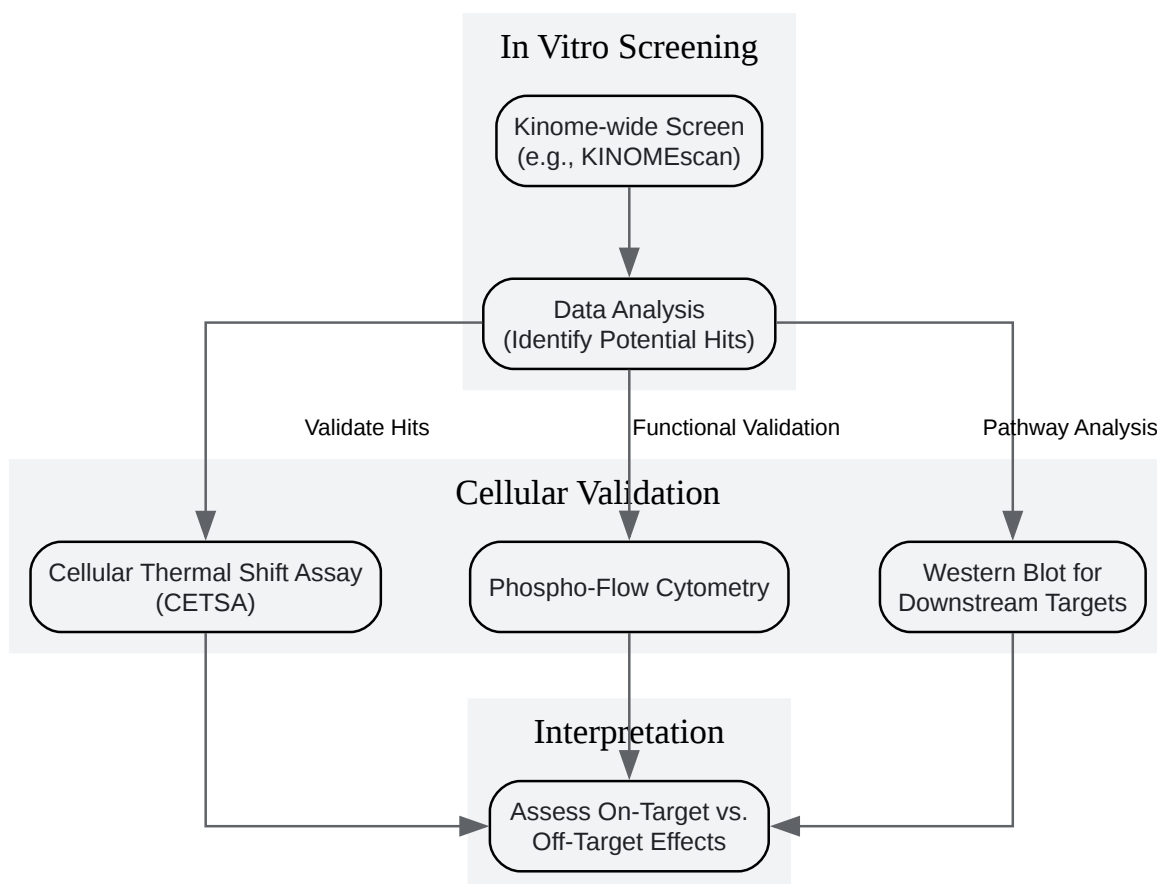 In Vitro Screening
Kinome-wide Screen
(e.g., KINOMEscan)
Data Analysis
(Identify Potential Hits)
Validate Hits
Functional Validation
Pathway Analysis
Cellular Validation
Cellular Thermal Shift Assay
(CETSA)
Phospho-Flow Cytometry
Western Blot for
Downstream Targets
Interpretation
Assess On-Target vs.
Off-Target Effects